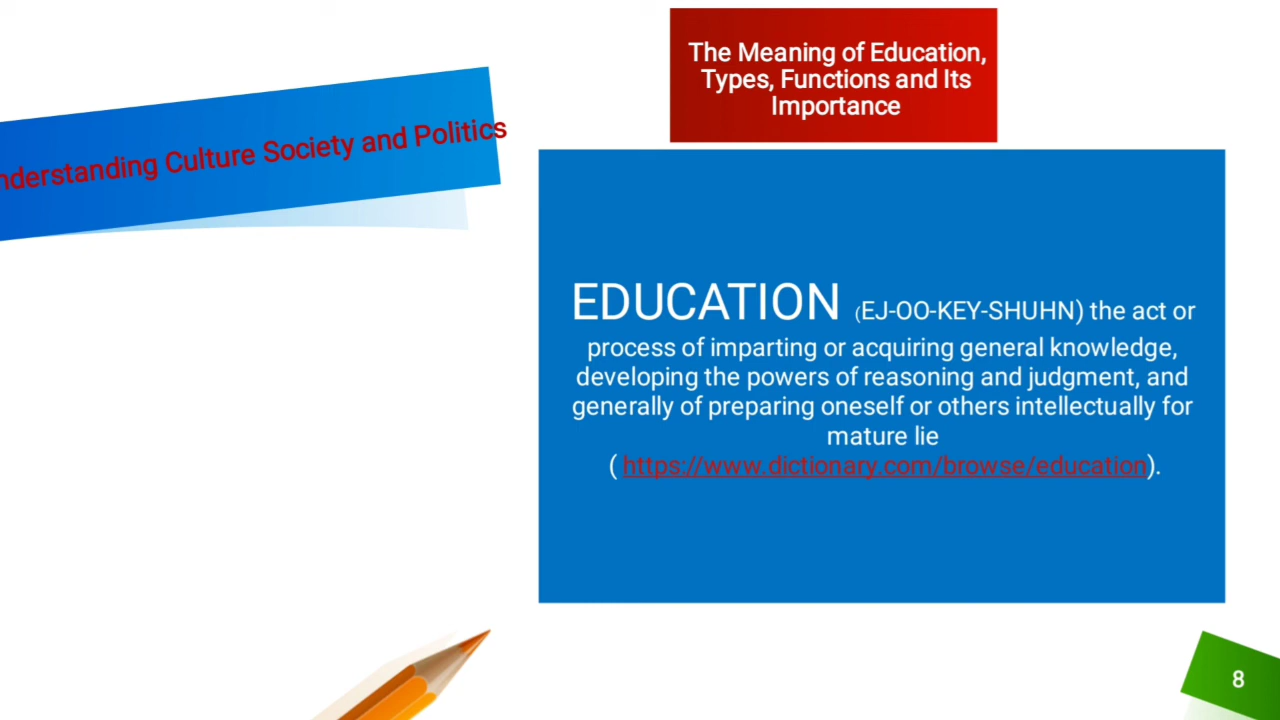 The Meaning of Education,
Types, Functions and Its
Importance
nderstanding Culture Society and Politics
EDUCATION (EJ-OO-KEY-SHUHN) the act or
process of imparting or acquiring general knowledge,
developing the powers of reasoning and judgment, and
generally of preparing oneself or others intellectually for
mature lie
( https://www.dictionary.com/browse/education).
8